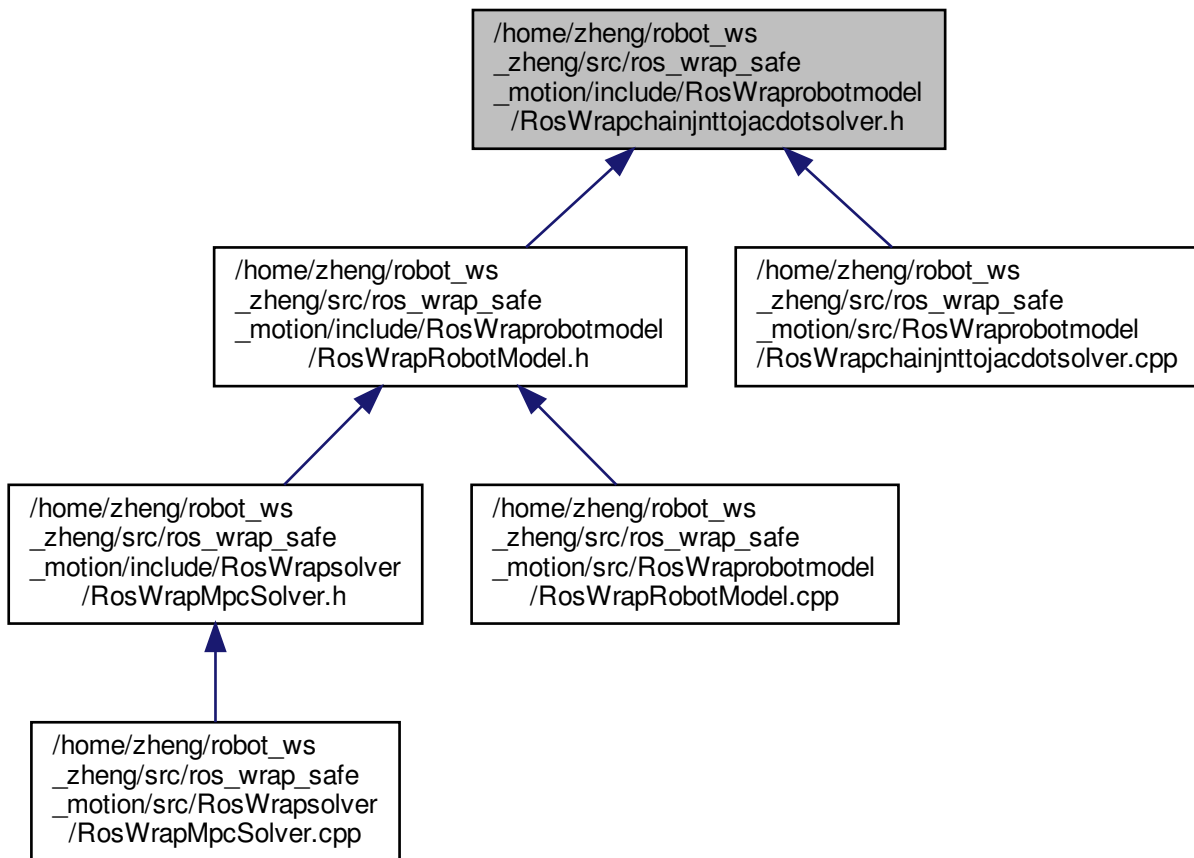 /home/zheng/robot_ws
_zheng/src/ros_wrap_safe
_motion/include/RosWraprobotmodel
/RosWrapchainjnttojacdotsolver.h
/home/zheng/robot_ws
_zheng/src/ros_wrap_safe
_motion/include/RosWraprobotmodel
/RosWrapRobotModel.h
/home/zheng/robot_ws
_zheng/src/ros_wrap_safe
_motion/src/RosWraprobotmodel
/RosWrapchainjnttojacdotsolver.cpp
/home/zheng/robot_ws
_zheng/src/ros_wrap_safe
_motion/include/RosWrapsolver
/RosWrapMpcSolver.h
/home/zheng/robot_ws
_zheng/src/ros_wrap_safe
_motion/src/RosWraprobotmodel
/RosWrapRobotModel.cpp
/home/zheng/robot_ws
_zheng/src/ros_wrap_safe
_motion/src/RosWrapsolver
/RosWrapMpcSolver.cpp